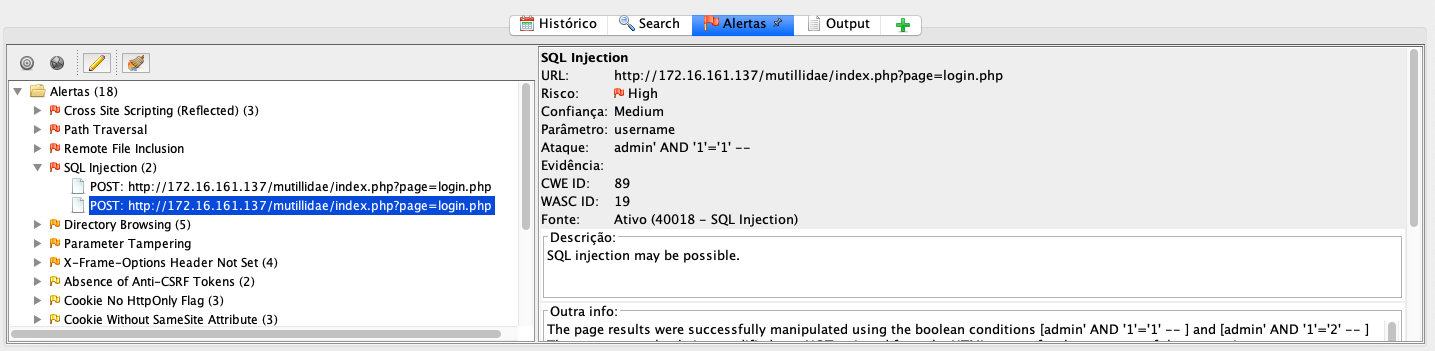 Histórico Search Alertas Output
Alertas (18)
Cross Site Scripting (Reflected) (3)
Path Traversal
Remote File Inclusion
SQL Injection (2)
POST: http://172.16.161.137/mutillidae/index.php?page=login.php
POST: http://172.16.161.137/mutillidae/index.php?page=login.php
Directory Browsing (5)
Parameter Tampering
X-Frame-Options Header Not Set (4)
Absence of Anti-CSRF Tokens (2)
Cookie No HttpOnly Flag (3)
Cookie Without SameSite Attribute (3)
SQL Injection
URL: http://172.16.161.137/mutillidae/index.php?page=login.php
Risco: High
Confiança: Medium
Parâmetro: username
Ataque: admin' AND '1'='1' --
Evidência:
CWE ID: 89
WASC ID: 19
Fonte: Ativo (40018 - SQL Injection)
Descrição:
SQL injection may be possible.
Outra info:
The page results were successfully manipulated using the boolean conditions [admin' AND '1'='1' -- ] and [admin' AND '1'='2' -- ]